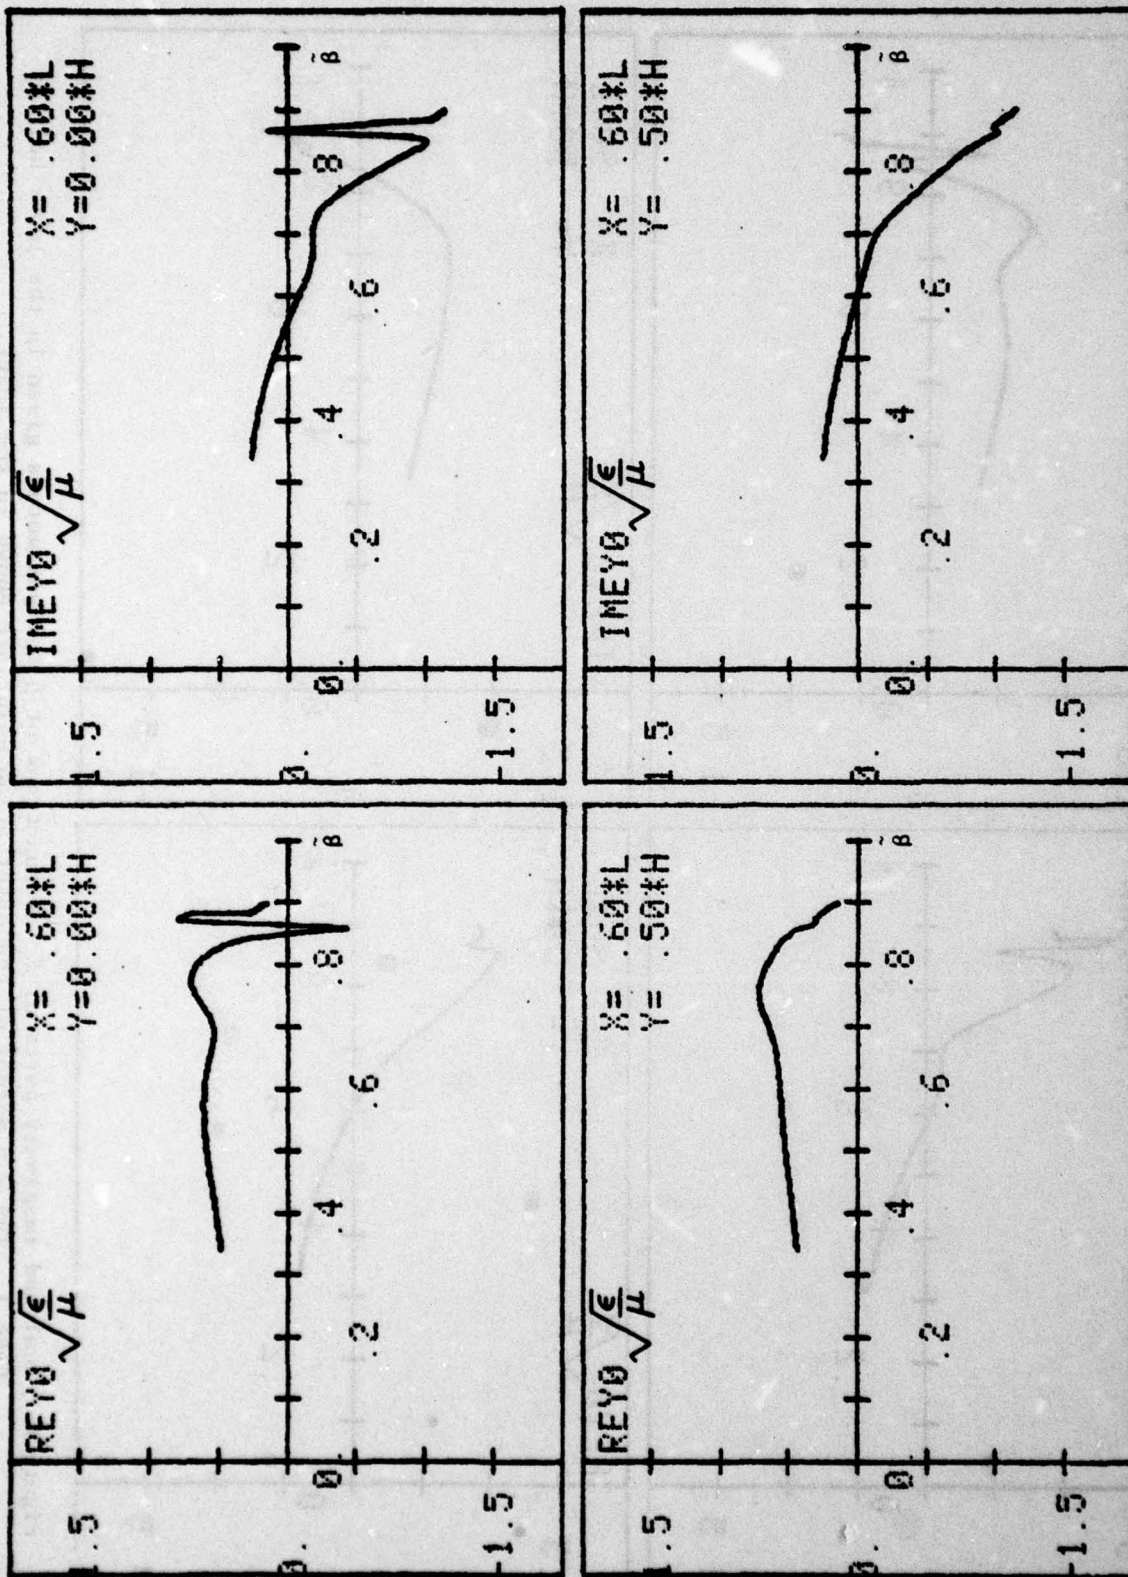 REY0 √ε/μ
X= .60*L
Y=0.00*H
1.5
0.
β̃
0 .2 .4 .6 .8
-1.5
IMEY0 √ε/μ
X= .60*L
Y=0.00*H
1.5
0.
β̃
0. .2 .4 .6 .8
-1.5
REY0 √ε/μ
X= .60*L
Y= .50*H
1.5
0.
β̃
0 .2 .4 .6 .8
-1.5
IMEY0 √ε/μ
X= .60*L
Y= .50*H
1.5
0.
β̃
0. .2 .4 .6 .8
-1.5